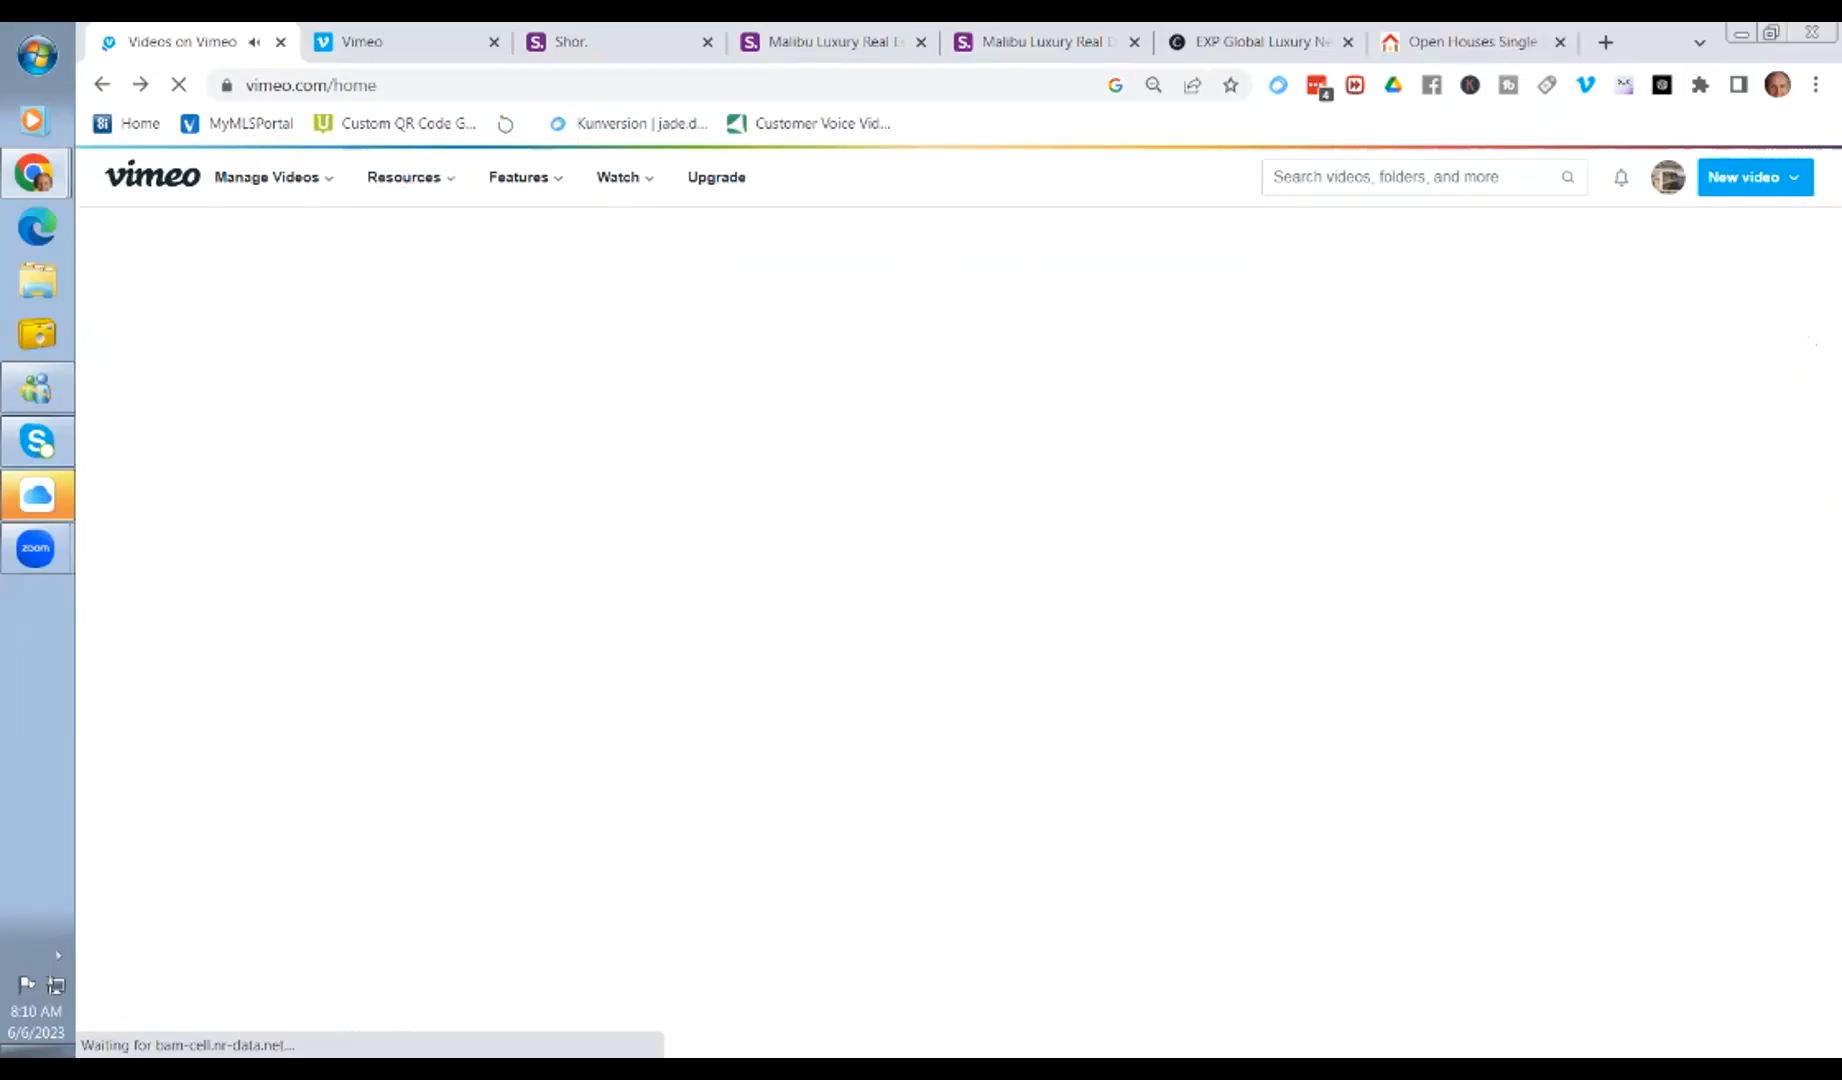 Videos on Vimeo
Vimeo
S. Shor.
S. Malibu Luxury Real E
S. Malibu Luxury Real E
EXP Global Luxury Ne
Open Houses Single
vimeo.com/home
4
8i Home
MyMLSPortal
Custom QR Code G...
Kunversion | jade.d...
Customer Voice Vid...
vimeo
Manage Videos
Resources
Features
Watch
Upgrade
Search videos, folders, and more
New video
zoom
8:10 AM
6/6/2023
Waiting for bam-cell.nr-data.net...